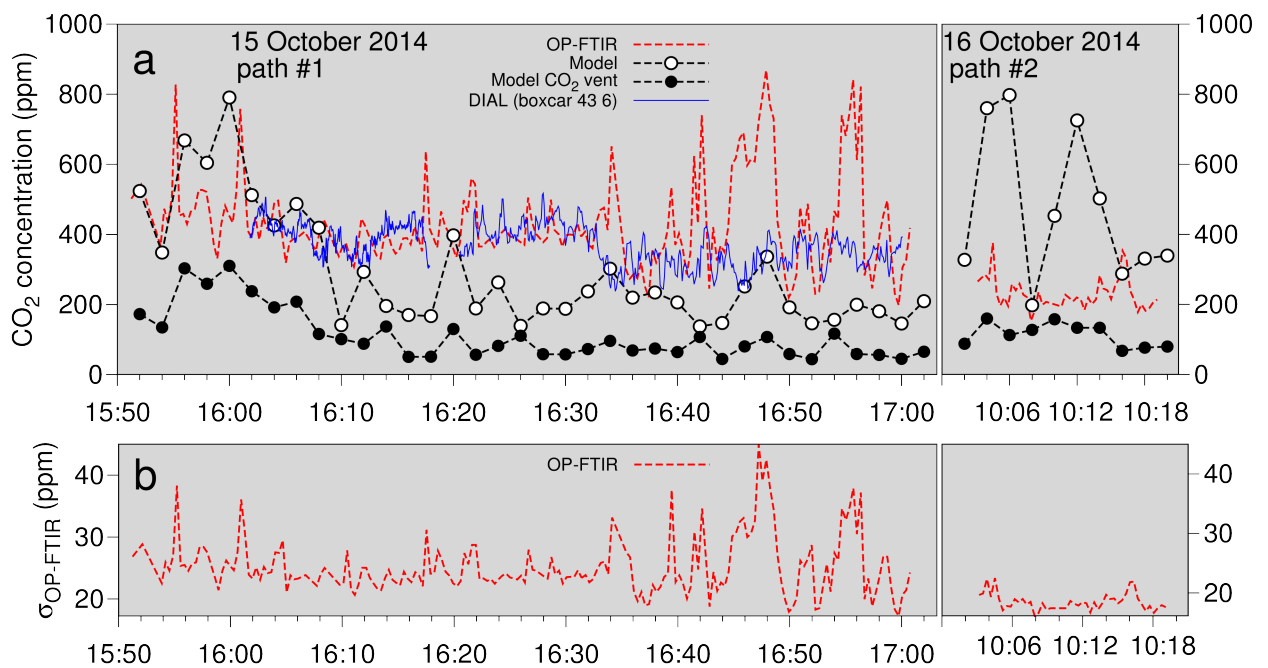 a
15 October 2014
path #1
OP-FTIR
Model
Model CO2 vent
DIAL (boxcar 43 6)
16 October 2014
path #2
CO2 concentration (ppm)
1000
800
600
400
200
0
1000
800
600
400
200
0
15:50 16:00 16:10 16:20 16:30 16:40 16:50 17:00
10:06 10:12 10:18
b
OP-FTIR
σOP-FTIR (ppm)
40
30
20
40
30
20
15:50 16:00 16:10 16:20 16:30 16:40 16:50 17:00
10:06 10:12 10:18